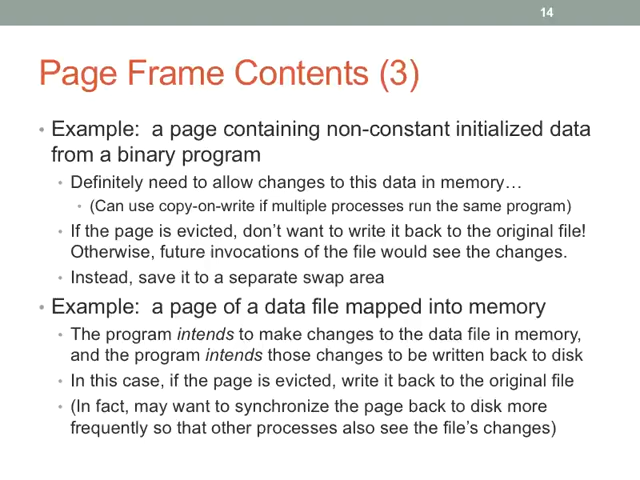 14
Page Frame Contents (3)
• Example:  a page containing non-constant initialized data
from a binary program
• Definitely need to allow changes to this data in memory…
• (Can use copy-on-write if multiple processes run the same program)
• If the page is evicted, don't want to write it back to the original file!
Otherwise, future invocations of the file would see the changes.
• Instead, save it to a separate swap area
• Example:  a page of a data file mapped into memory
• The program intends to make changes to the data file in memory,
and the program intends those changes to be written back to disk
• In this case, if the page is evicted, write it back to the original file
• (In fact, may want to synchronize the page back to disk more
frequently so that other processes also see the file's changes)